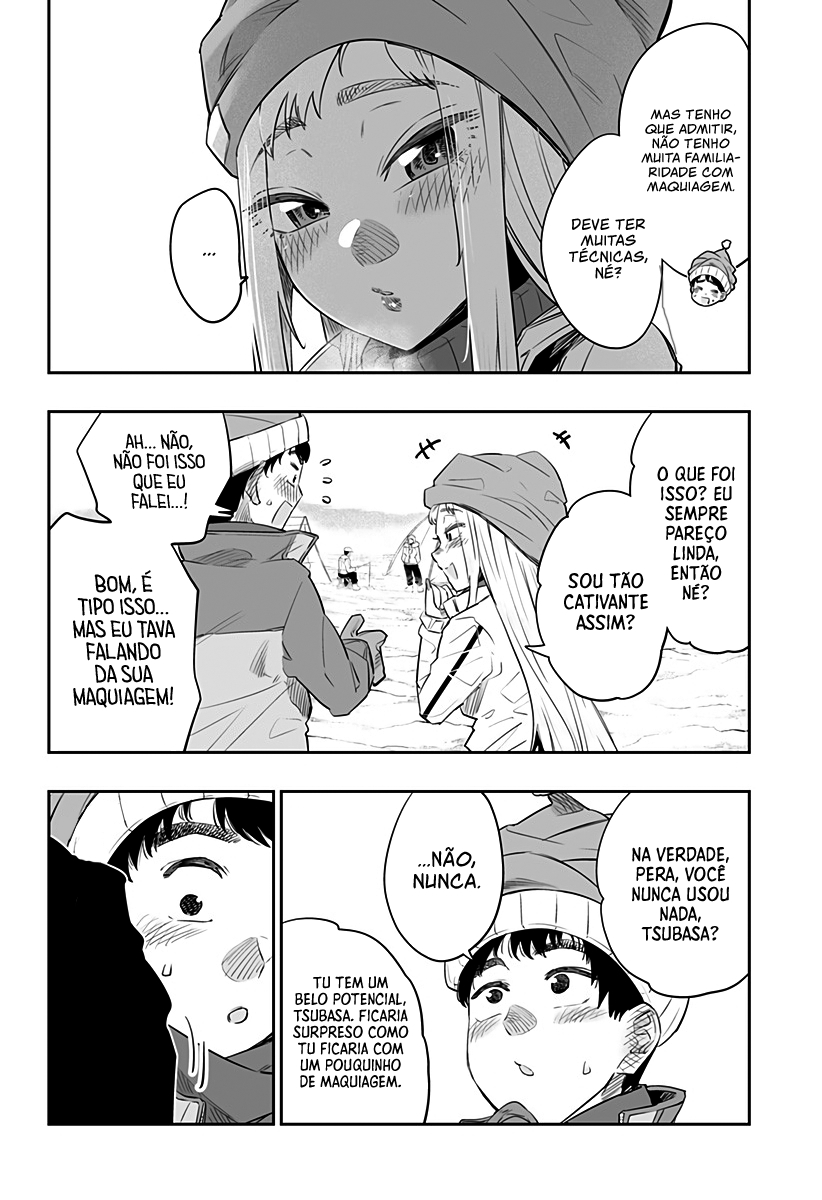 MAS TENHO
QUE ADMITIR,
NÃO TENHO
MUITA FAMILIA-
RIDADE COM
MAQUIAGEM.
DEVE TER
MUITAS
TÉCNICAS,
NÉ?
...
O QUE FOI
ISSO? EU
SEMPRE
PAREÇO
LINDA,
ENTÃO
NÉ?
SOU TÃO
CATIVANTE
ASSIM?
AH... NÃO,
NÃO FOI ISSO
QUE EU
FALEI...!
BOM, É
TIPO ISSO...
MAS EU TAVA
FALANDO
DA SUA
MAQUIAGEM!
NA VERDADE,
PERA, VOCÊ
NUNCA USOU
NADA,
TSUBASA?
...NÃO,
NUNCA.
TU TEM UM
BELO POTENCIAL,
TSUBASA. FICARIA
SURPRESO COMO
TU FICARIA COM
UM POUQUINHO
DE MAQUIAGEM.